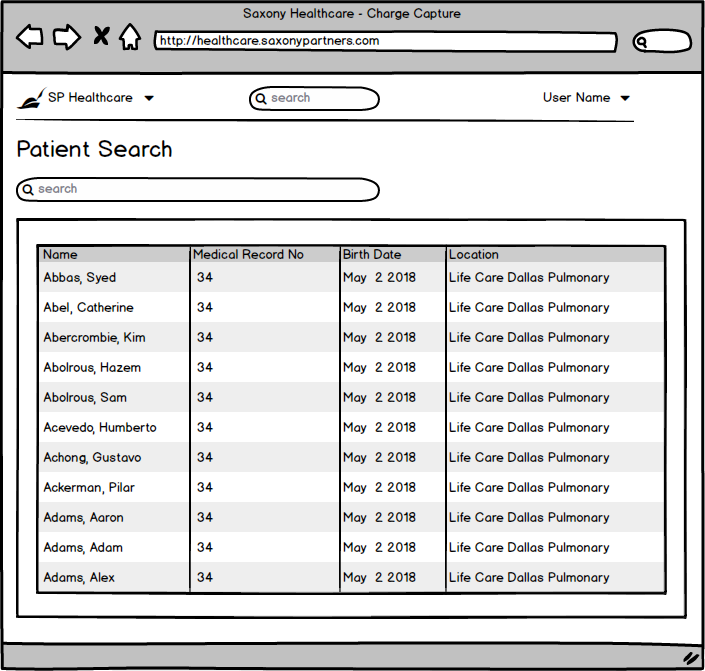 Saxony Healthcare - Charge Capture
http://healthcare.saxonypartners.com
SP Healthcare search User Name
Patient Search
search
Name Medical Record No Birth Date Location
Abbas, Syed 34 May 2 2018 Life Care Dallas Pulmonary
Abel, Catherine 34 May 2 2018 Life Care Dallas Pulmonary
Abercrombie, Kim 34 May 2 2018 Life Care Dallas Pulmonary
Abolrous, Hazem 34 May 2 2018 Life Care Dallas Pulmonary
Abolrous, Sam 34 May 2 2018 Life Care Dallas Pulmonary
Acevedo, Humberto 34 May 2 2018 Life Care Dallas Pulmonary
Achong, Gustavo 34 May 2 2018 Life Care Dallas Pulmonary
Ackerman, Pilar 34 May 2 2018 Life Care Dallas Pulmonary
Adams, Aaron 34 May 2 2018 Life Care Dallas Pulmonary
Adams, Adam 34 May 2 2018 Life Care Dallas Pulmonary
Adams, Alex 34 May 2 2018 Life Care Dallas Pulmonary